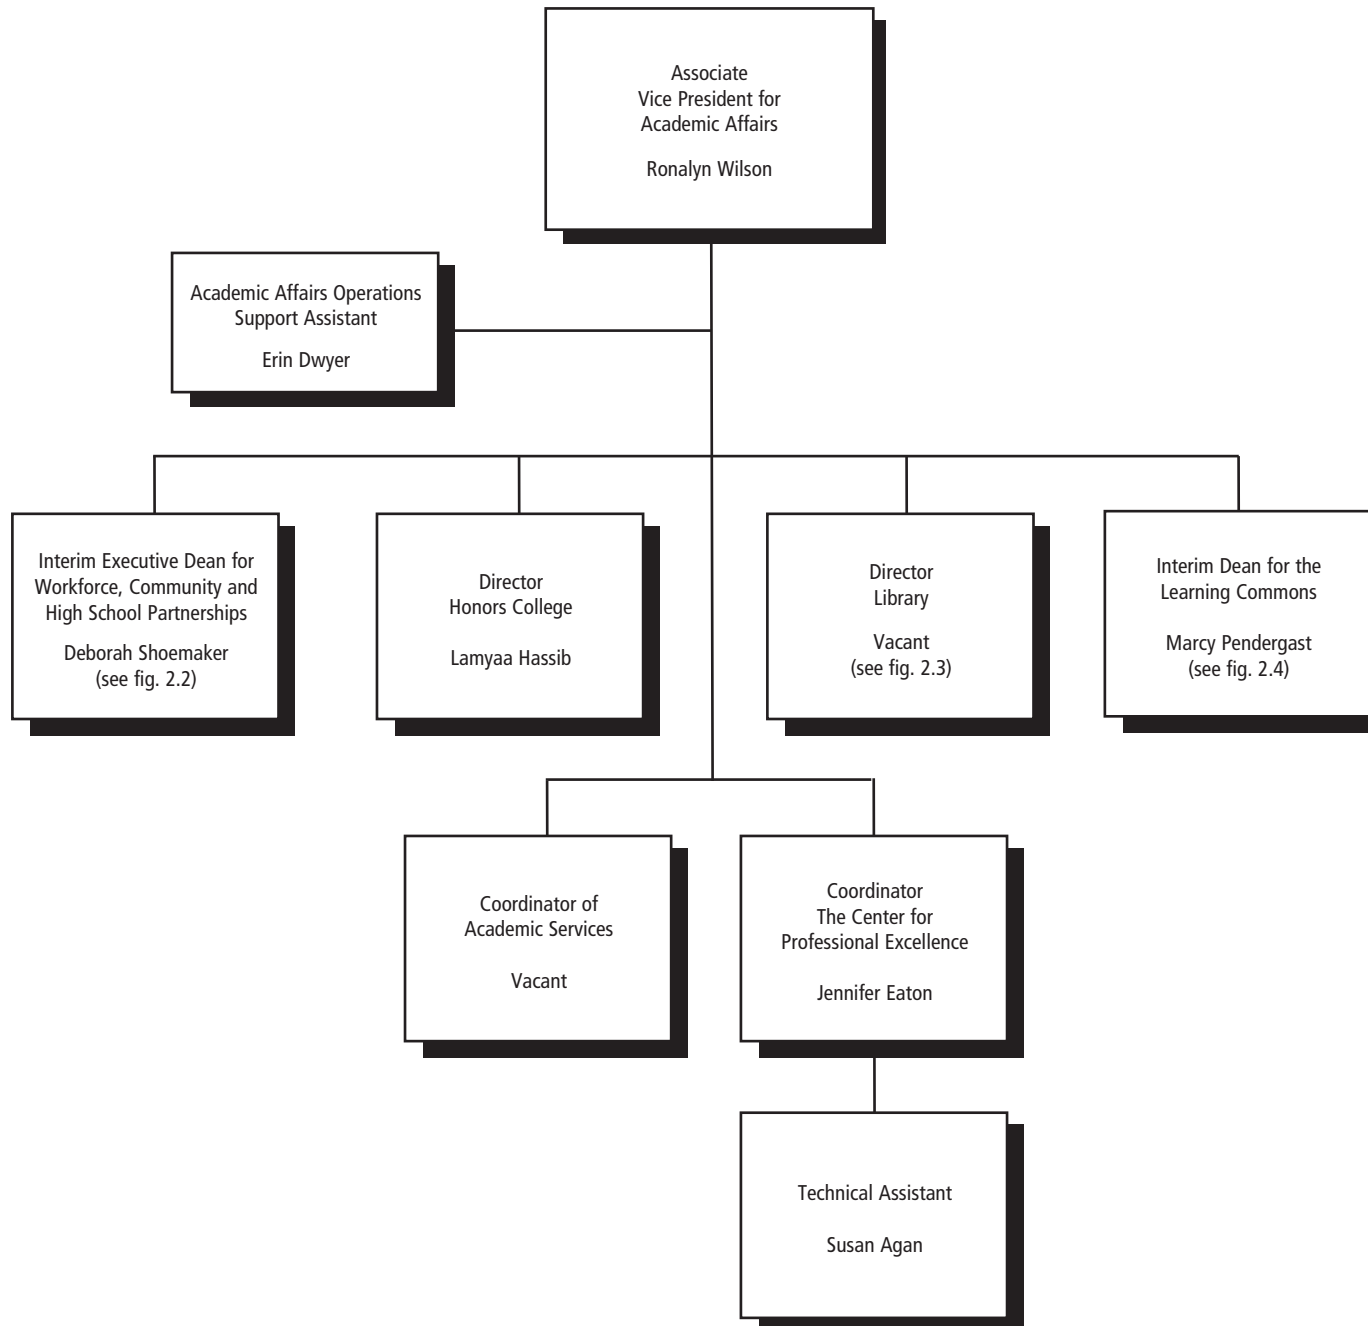 Associate
Vice President for
Academic Affairs
Ronalyn Wilson
Academic Affairs Operations
Support Assistant
Erin Dwyer
Interim Executive Dean for
Workforce, Community and
High School Partnerships
Deborah Shoemaker
(see fig. 2.2)
Director
Honors College
Lamyaa Hassib
Director
Library
Vacant
(see fig. 2.3)
Interim Dean for the
Learning Commons
Marcy Pendergast
(see fig. 2.4)
Coordinator of
Academic Services
Vacant
Coordinator
The Center for
Professional Excellence
Jennifer Eaton
Technical Assistant
Susan Agan